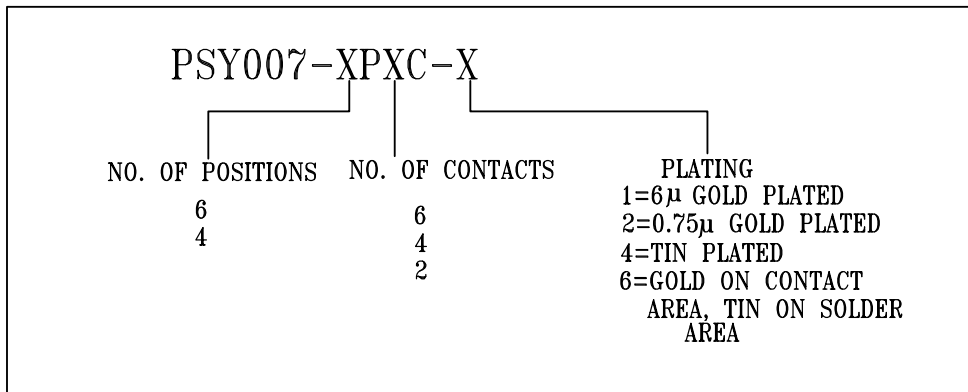 PSY007-XPXC-X
NO. OF POSITIONS
6
4
NO. OF CONTACTS
6
4
2
PLATING
1=6µ GOLD PLATED
2=0.75µ GOLD PLATED
4=TIN PLATED
6=GOLD ON CONTACT
AREA, TIN ON SOLDER
AREA